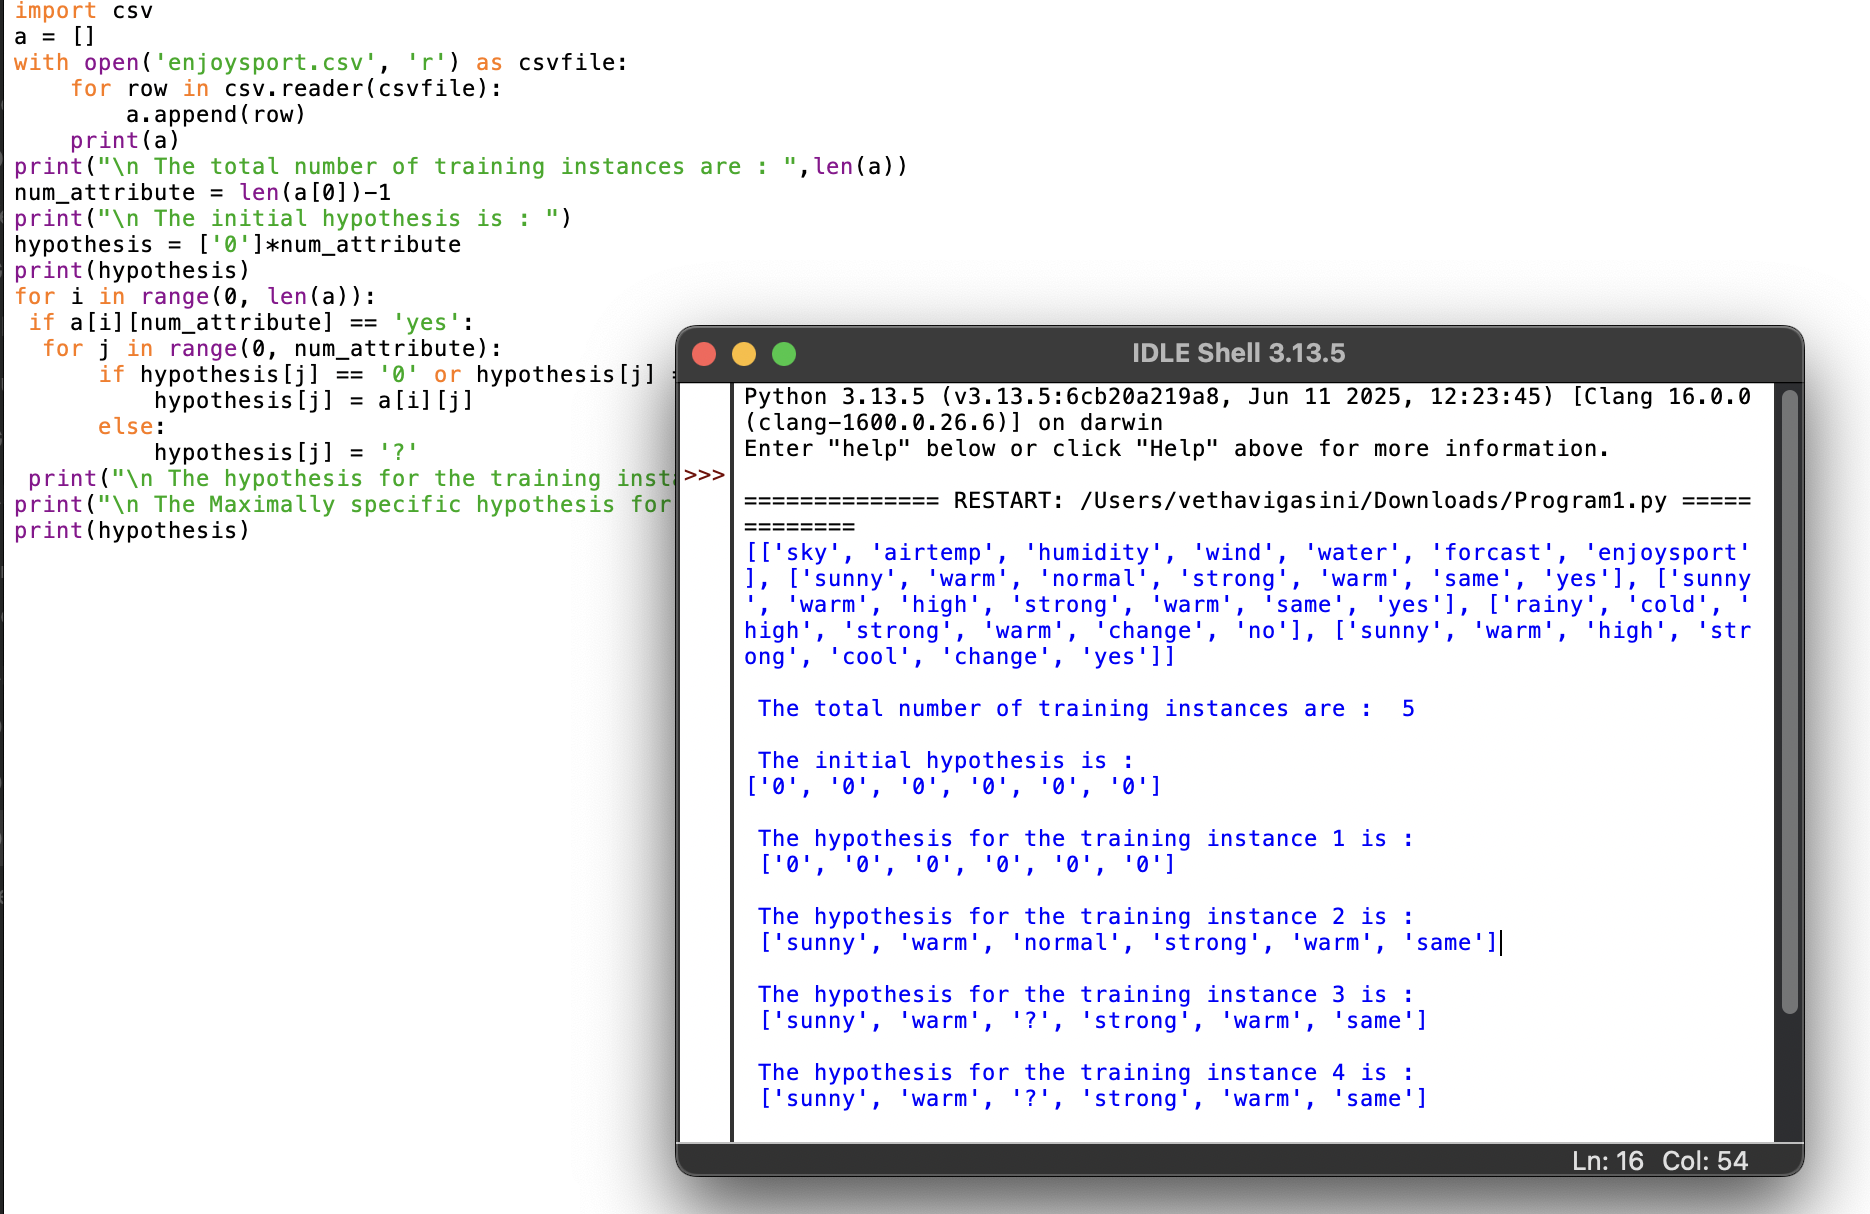 import csv
a = []
with open('enjoysport.csv', 'r') as csvfile:
    for row in csv.reader(csvfile):
        a.append(row)
    print(a)
print("\n The total number of training instances are : ",len(a))
num_attribute = len(a[0])-1
print("\n The initial hypothesis is : ")
hypothesis = ['0']*num_attribute
print(hypothesis)
for i in range(0, len(a)):
 if a[i][num_attribute] == 'yes':
  for j in range(0, num_attribute):
      if hypothesis[j] == '0' or hypothesis[j]
          hypothesis[j] = a[i][j]
      else:
          hypothesis[j] = '?'
 print("\n The hypothesis for the training
print("\n The Maximally specific hypothesis for
print(hypothesis)
IDLE Shell 3.13.5
Python 3.13.5 (v3.13.5:6cb20a219a8, Jun 11 2025, 12:23:45) [Clang 16.0.0
(clang-1600.0.26.6)] on darwin
Enter "help" below or click "Help" above for more information.
>>>
============== RESTART: /Users/vethavigasini/Downloads/Program1.py =====
========
[['sky', 'airtemp', 'humidity', 'wind', 'water', 'forcast', 'enjoysport'
], ['sunny', 'warm', 'normal', 'strong', 'warm', 'same', 'yes'], ['sunny
', 'warm', 'high', 'strong', 'warm', 'same', 'yes'], ['rainy', 'cold', '
high', 'strong', 'warm', 'change', 'no'], ['sunny', 'warm', 'high', 'str
ong', 'cool', 'change', 'yes']]
 The total number of training instances are :  5
 The initial hypothesis is :
['0', '0', '0', '0', '0', '0']
 The hypothesis for the training instance 1 is :
 ['0', '0', '0', '0', '0', '0']
 The hypothesis for the training instance 2 is :
 ['sunny', 'warm', 'normal', 'strong', 'warm', 'same']
 The hypothesis for the training instance 3 is :
 ['sunny', 'warm', '?', 'strong', 'warm', 'same']
 The hypothesis for the training instance 4 is :
 ['sunny', 'warm', '?', 'strong', 'warm', 'same']
Ln: 16 Col: 54